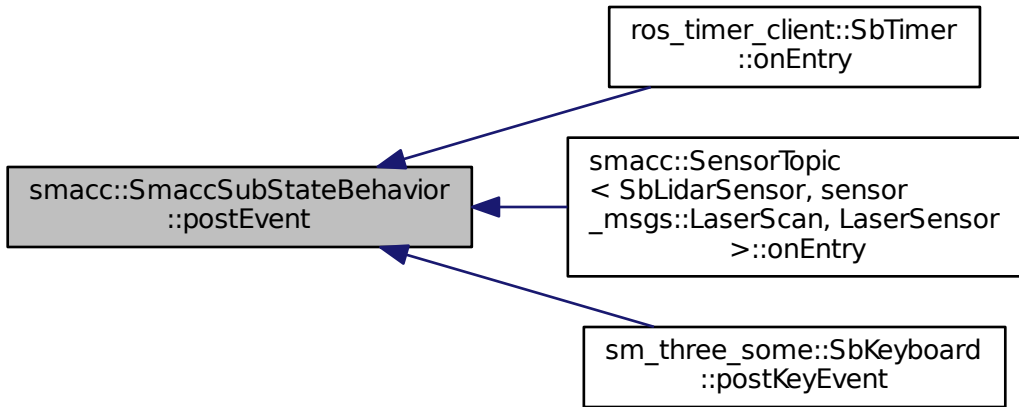 ros_timer_client::SbTimer
::onEntry
smacc::SensorTopic
< SbLidarSensor, sensor
_msgs::LaserScan, LaserSensor
>::onEntry
smacc::SmaccSubStateBehavior
::postEvent
sm_three_some::SbKeyboard
::postKeyEvent